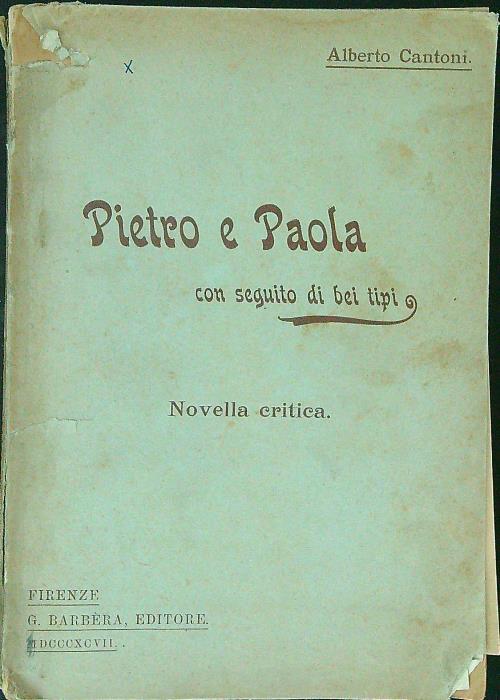 Alberto Cantoni.
x
Pietro e Paola
con seguito di bei tipi
Novella critica.
FIRENZE
G. BARBÈRA, EDITORE.
MDCCCXCVII.